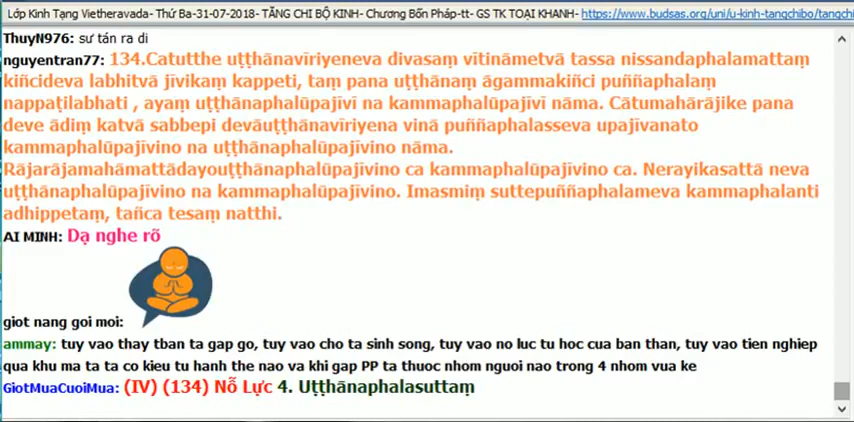 Lớp Kinh Tạng Vietheravada- Thứ Ba-31-07-2018- TĂNG CHI BỘ KINH- Chương Bốn Pháp-tt- GS TK TOẠI KHANH- https://www.budsas.org/uni/u-kinh-tangchibo/tangchi
ThuyN976: sư tán ra di
nguyentran77: 134.Catutthe uṭṭhānavīriyeneva divasaṃ vītināmetvā tassa nissandaphalamattaṃ
kiñcideva labhitvā jīvikaṃ kappeti, taṃ pana uṭṭhānaṃ āgammakiñci puññaphalaṃ
nappaṭilabhati , ayaṃ uṭṭhānaphalūpajīvī na kammaphalūpajīvī nāma. Cātumahārājike pana
deve ādiṃ katvā sabbepi devāuṭṭhānavīriyena vinā puññaphalasseva upajīvanato
kammaphalūpajīvino na uṭṭhānaphalūpajīvino nāma.
Rājarājamahāmattādayouṭṭhānaphalūpajīvino ca kammaphalūpajīvino ca. Nerayikasattā neva
uṭṭhānaphalūpajīvino na kammaphalūpajīvino. Imasmiṃ suttepuññaphalameva kammaphalanti
adhippetaṃ, tañca tesaṃ natthi.
AI MINH: Dạ nghe rõ
giot nang goi moi:
ammay: tuy vao thay tban ta gap go, tuy vao cho ta sinh song, tuy vao no luc tu hoc cua ban than, tuy vao tien nghiep
qua khu ma ta ta co kieu tu hanh the nao va khi gap PP ta thuoc nhom nguoi nao trong 4 nhom vua ke
GiotMuaCuoiMua: (IV) (134) Nỗ Lực 4. Uṭṭhānaphalasuttaṃ